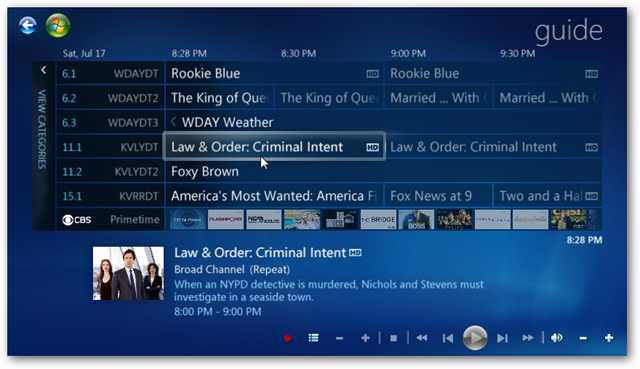 guide
Sat, Jul 17 8:28 PM 8:30 PM 9:00 PM 9:30 PM
VIEW CATEGORIES
6.1 WDAYDT Rookie Blue HD Rookie Blue HD
6.2 WDAYDT2 The King of Que The King of Que Married ... With Married ... With
6.3 WDAYDT3 WDAY Weather
11.1 KVLYDT Law & Order: Criminal Intent HD Law & Order: Criminal Intent HD
11.2 KVLYDT2 Foxy Brown
15.1 KVRRDT America's Most Wanted: America Fi Fox News at 9 Two and a Hal HD
CBS Primetime FLASHPOINT BRIDGE
8:28 PM
Law & Order: Criminal Intent HD
Broad Channel (Repeat)
When an NYPD detective is murdered, Nichols and Stevens must
investigate in a seaside town.
8:00 PM - 9:00 PM